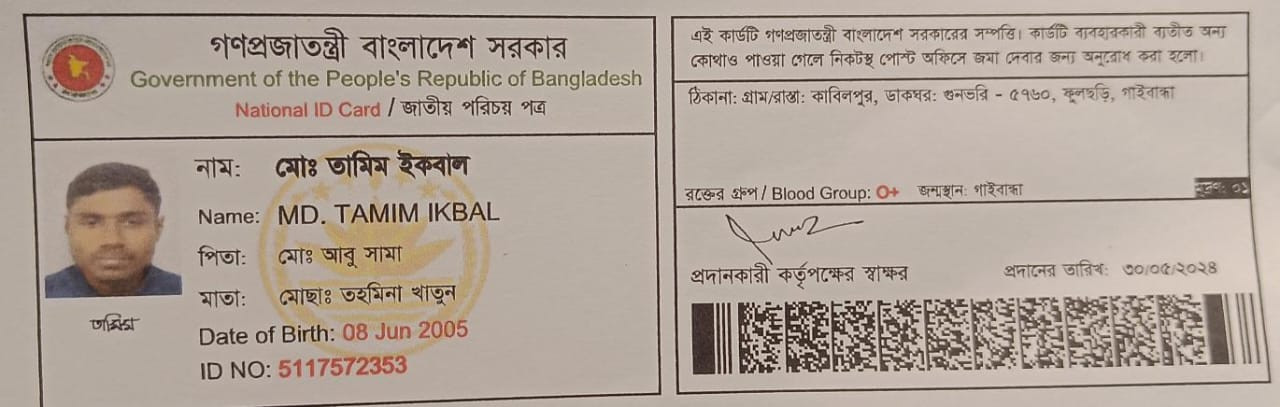 গণপ্রজাতন্ত্রী বাংলাদেশ সরকার
Government of the People's Republic of Bangladesh
National ID Card / জাতীয় পরিচয় পত্র
নাম: মোঃ তামিম ইকবাল
Name: MD. TAMIM IKBAL
পিতা: মোঃ আবু সামা
মাতা: মোছাঃ তহমিনা খাতুন
Date of Birth: 08 Jun 2005
ID NO: 5117572353
তামিম
এই কার্ডটি গণপ্রজাতন্ত্রী বাংলাদেশ সরকারের সম্পত্তি। কার্ডটি ব্যবহারকারী ব্যতীত অন্য
কোথাও পাওয়া গেলে নিকটস্থ পোস্ট অফিসে জমা দেবার জন্য অনুরোধ করা হলো।
ঠিকানা: গ্রাম/রাস্তা: কাবিলপুর, ডাকঘর: গুনভরি - ৫৭৬০, ফুলছড়ি, গাইবান্ধা
রক্তের গ্রুপ / Blood Group: O+ জন্মস্থান: গাইবান্ধা
মুদ্রণ: ০১
প্রদানকারী কর্তৃপক্ষের স্বাক্ষর
প্রদানের তারিখ: ৩০/০৫/২০২৪